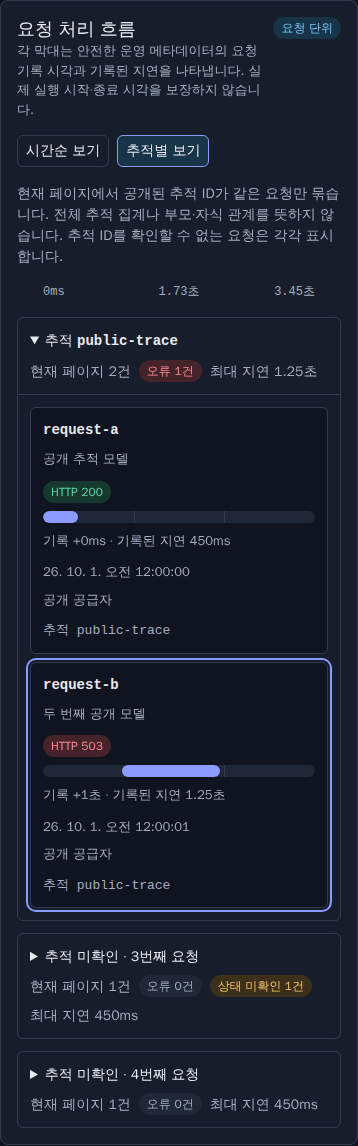 요청 처리 흐름
요청 단위
각 막대는 안전한 운영 메타데이터의 요청
기록 시각과 기록된 지연을 나타냅니다. 실
제 실행 시작·종료 시각을 보장하지 않습니
다.
시간순 보기
추적별 보기
현재 페이지에서 공개된 추적 ID가 같은 요청만 묶습
니다. 전체 추적 집계나 부모·자식 관계를 뜻하지 않
습니다. 추적 ID를 확인할 수 없는 요청은 각각 표시
합니다.
0ms 1.73초 3.45초
▼ 추적 public-trace
현재 페이지 2건 오류 1건 최대 지연 1.25초
request-a
공개 추적 모델
HTTP 200
기록 +0ms · 기록된 지연 450ms
26. 10. 1. 오전 12:00:00
공개 공급자
추적 public-trace
request-b
두 번째 공개 모델
HTTP 503
기록 +1초 · 기록된 지연 1.25초
26. 10. 1. 오전 12:00:01
공개 공급자
추적 public-trace
▶ 추적 미확인 · 3번째 요청
현재 페이지 1건 오류 0건 상태 미확인 1건
최대 지연 450ms
▶ 추적 미확인 · 4번째 요청
현재 페이지 1건 오류 0건 최대 지연 450ms